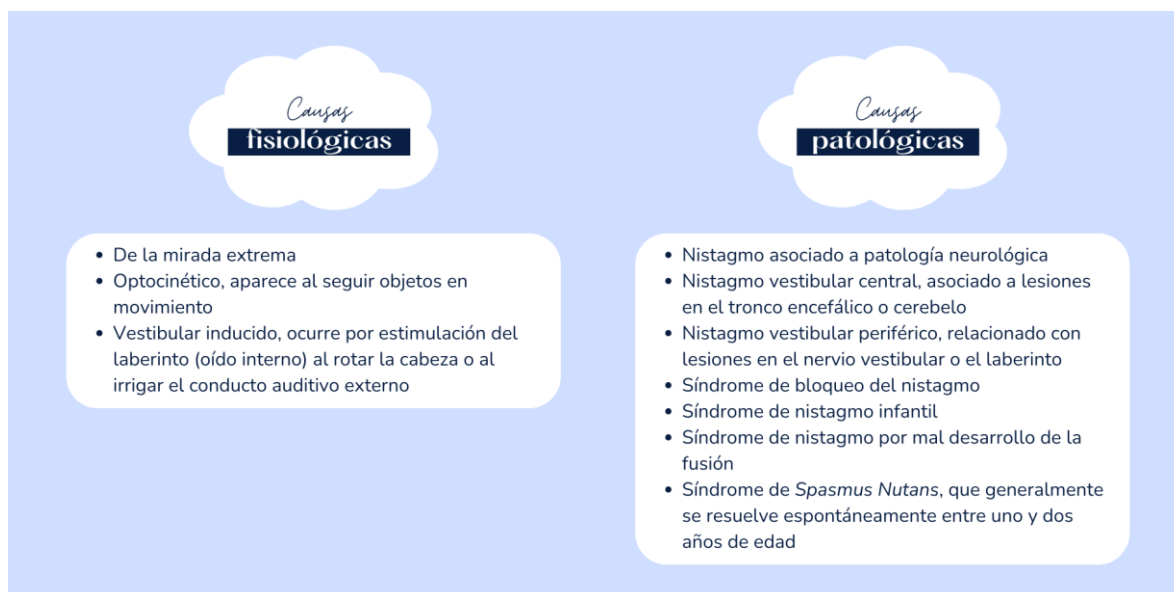 Causas
fisiológicas
• De la mirada extrema
• Optocinético, aparece al seguir objetos en
movimiento
• Vestibular inducido, ocurre por estimulación del
laberinto (oído interno) al rotar la cabeza o al
irrigar el conducto auditivo externo
Causas
patológicas
• Nistagmo asociado a patología neurológica
• Nistagmo vestibular central, asociado a lesiones
en el tronco encefálico o cerebelo
• Nistagmo vestibular periférico, relacionado con
lesiones en el nervio vestibular o el laberinto
• Síndrome de bloqueo del nistagmo
• Síndrome de nistagmo infantil
• Síndrome de nistagmo por mal desarrollo de la
fusión
• Síndrome de Spasmus Nutans, que generalmente
se resuelve espontáneamente entre uno y dos
años de edad